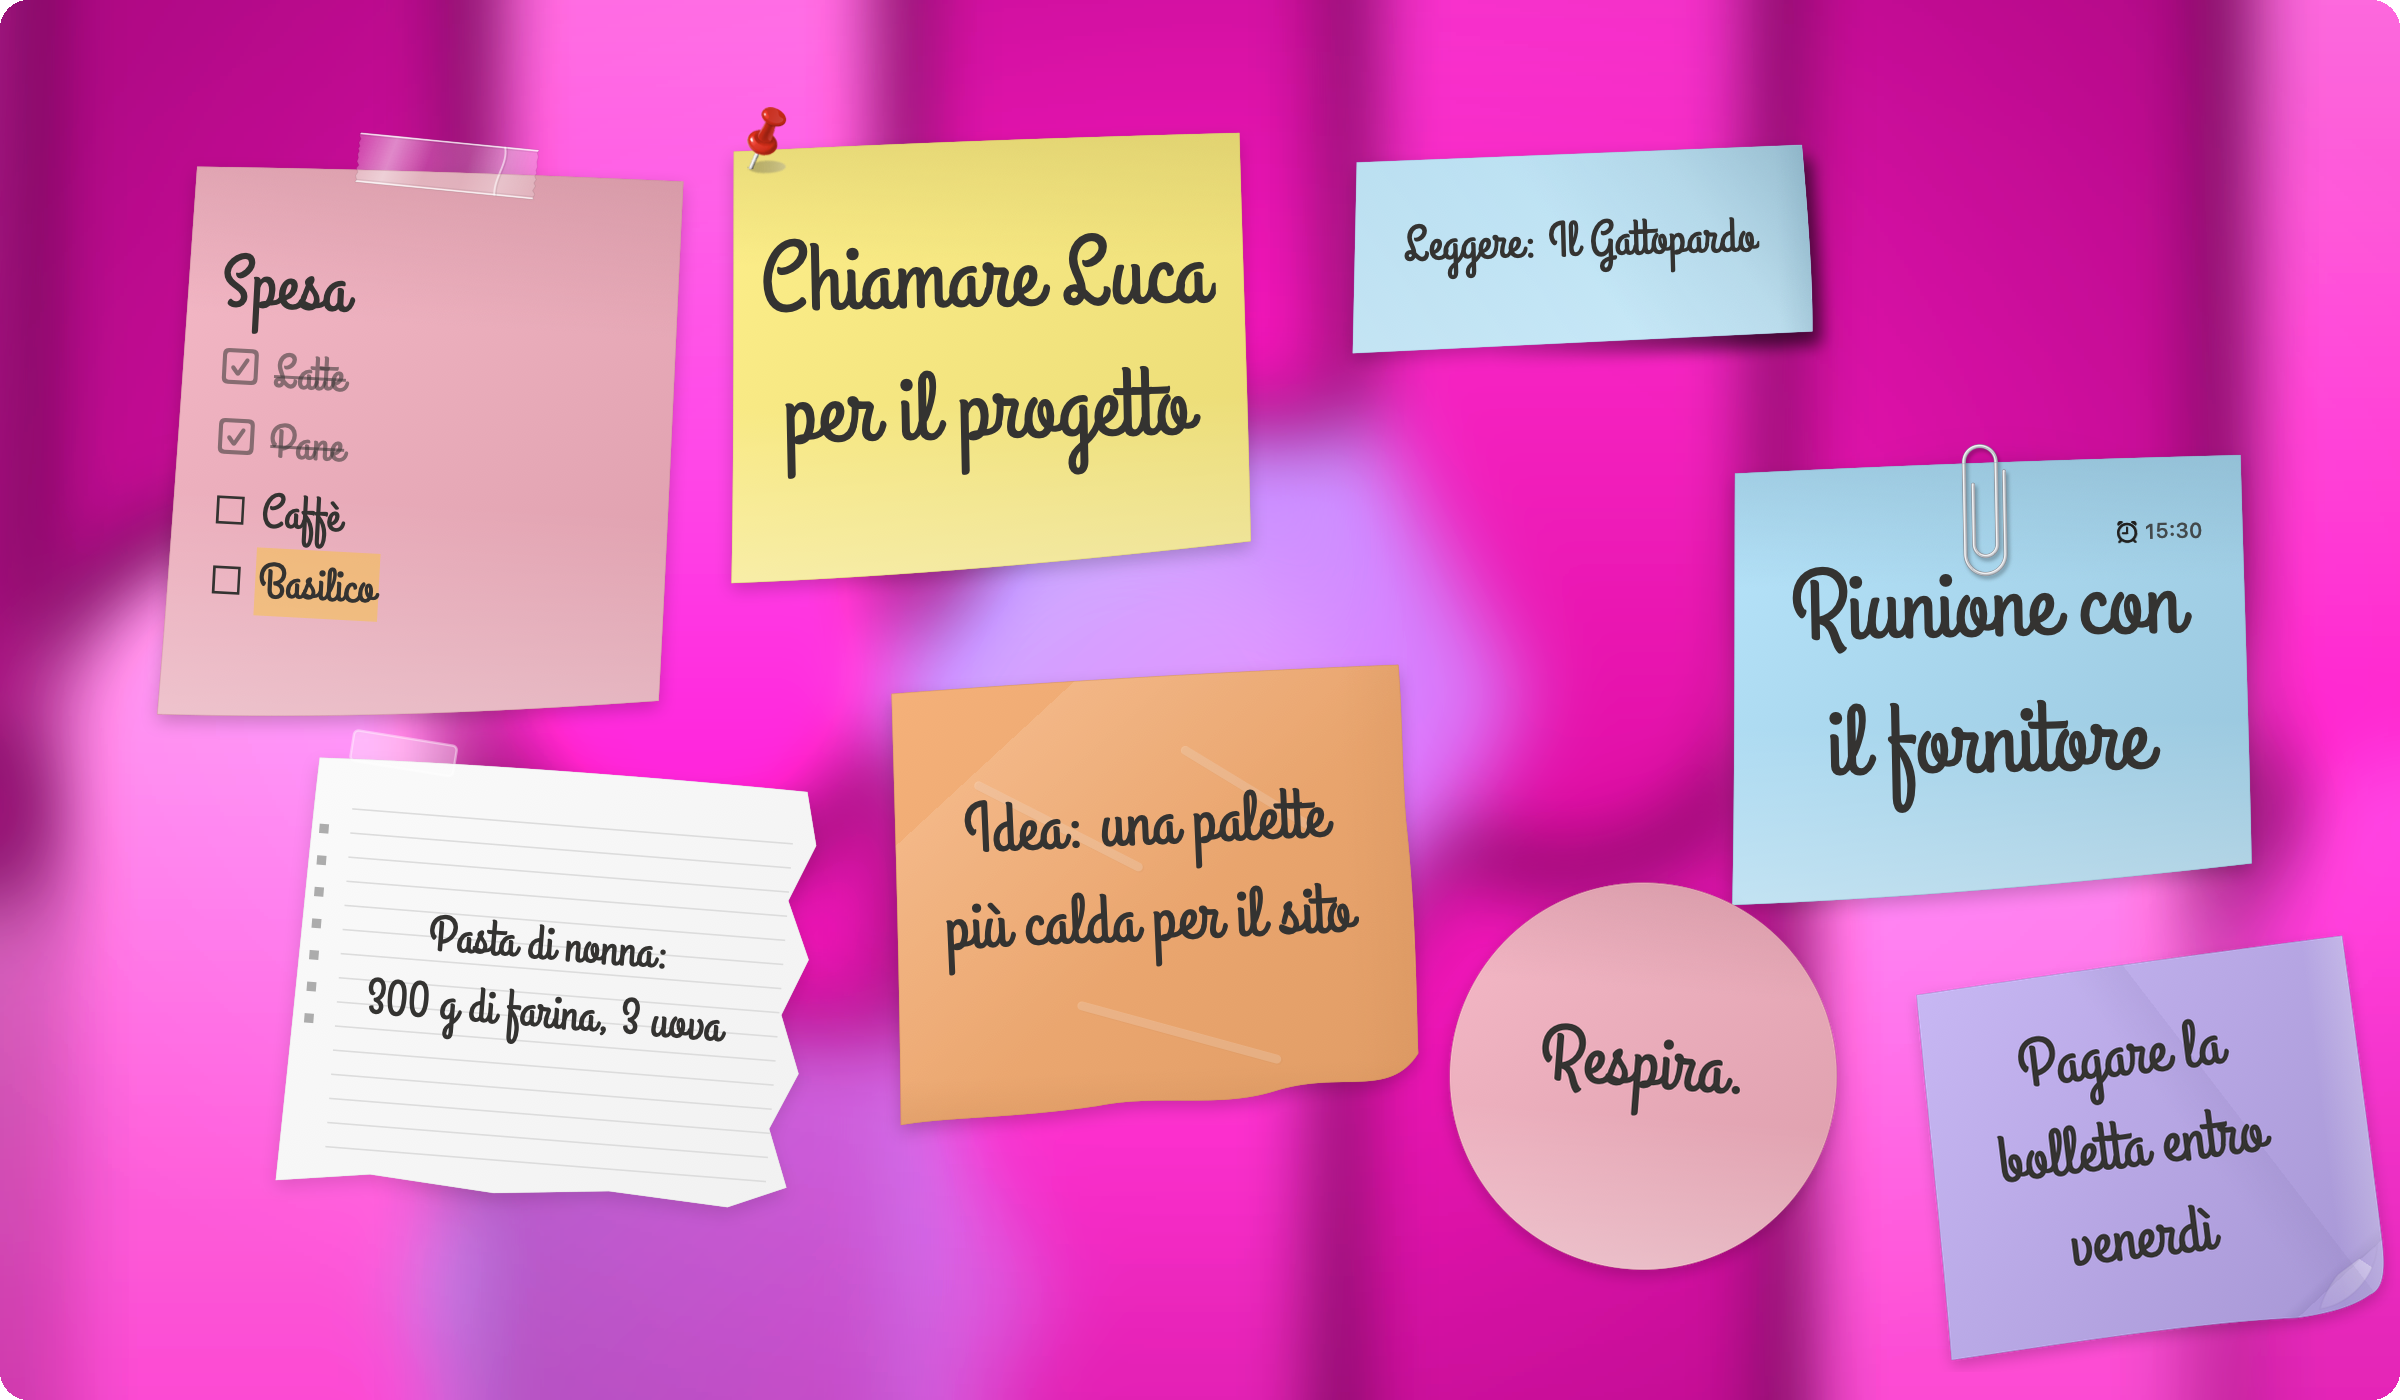 Spesa
Latte
Pane
Caffè
Basilico
Chiamare Luca
per il progetto
Leggere: Il Gattopardo
15:30
Riunione con
il fornitore
Pasta di nonna:
300 g di farina, 3 uova
Idea: una palette
più calda per il sito
Respira.
Pagare la
bolletta entro
venerdì